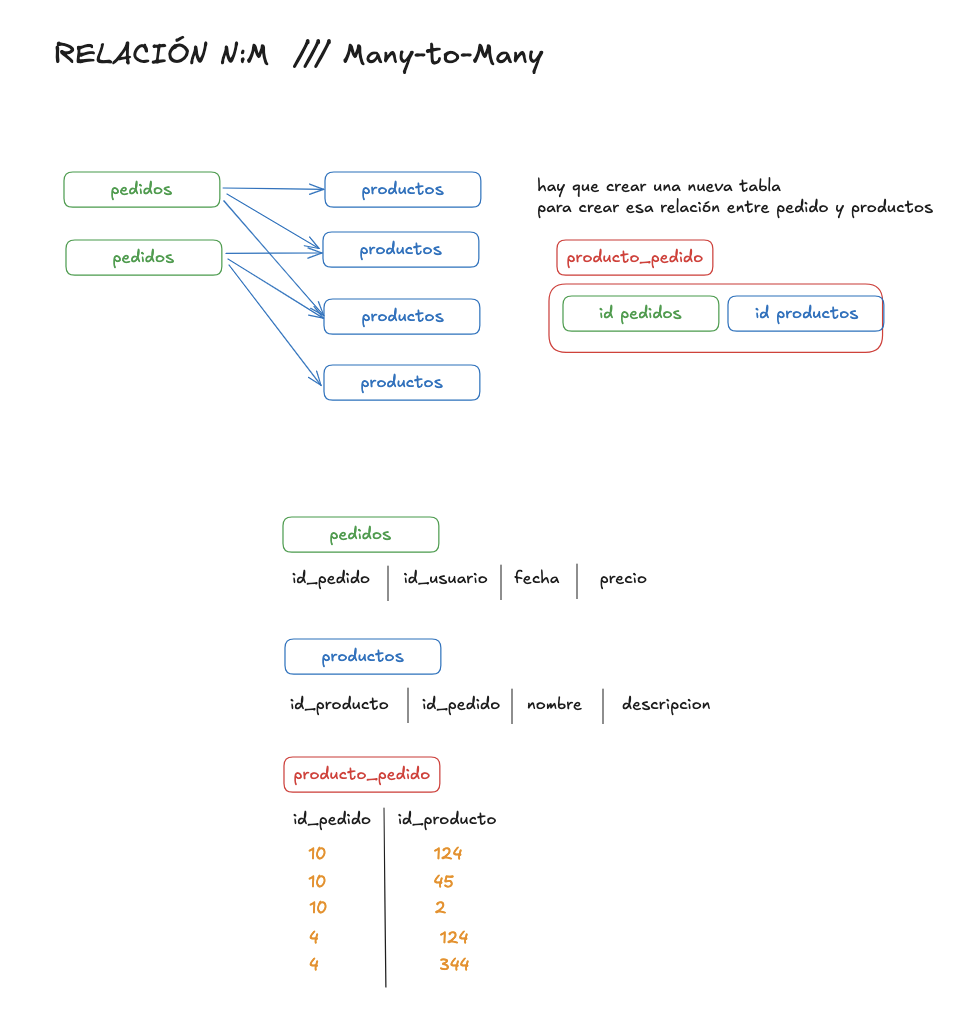 RELACIÓN N:M /// Many-to-Many
pedidos
productos
hay que crear una nueva tabla
para crear esa relación entre pedido y productos
productos
pedidos
producto_pedido
id pedidos
id productos
productos
productos
pedidos
id_pedido id_usuario fecha precio
productos
id_producto id_pedido nombre descripcion
producto_pedido
id_pedido id_producto
10 124
10 45
10 2
4 124
4 344